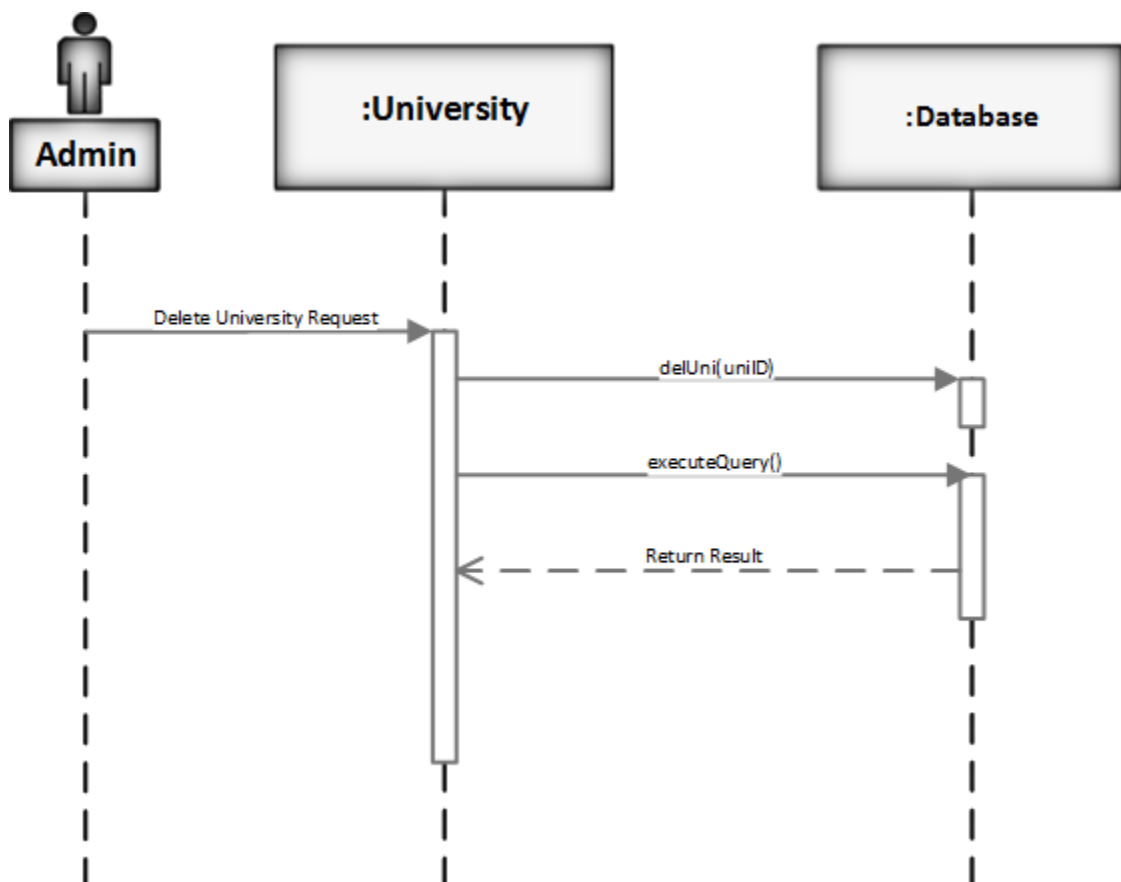 Admin
:University
:Database
Delete University Request
delUni(uniID)
executeQuery()
Return Result